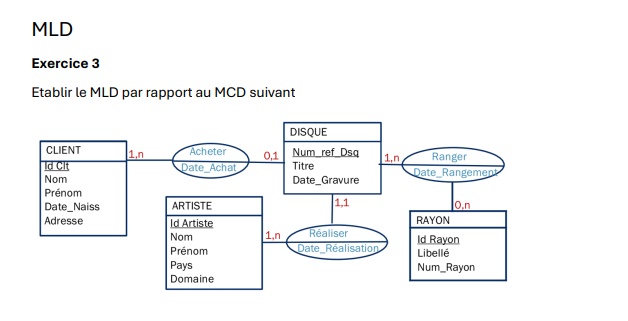 MLD
Exercice 3
Etablir le MLD par rapport au MCD suivant
CLIENT
Id Clt
Nom
Prénom
Date_Naiss
Adresse
1,n
Acheter
Date_Achat
0,1
DISQUE
Num_ref_Dsq
Titre
Date_Gravure
1,n
Ranger
Date_Rangement
0,n
RAYON
Id Rayon
Libellé
Num_Rayon
1,1
Réaliser
Date_Réalisation
1,n
ARTISTE
Id Artiste
Nom
Prénom
Pays
Domaine